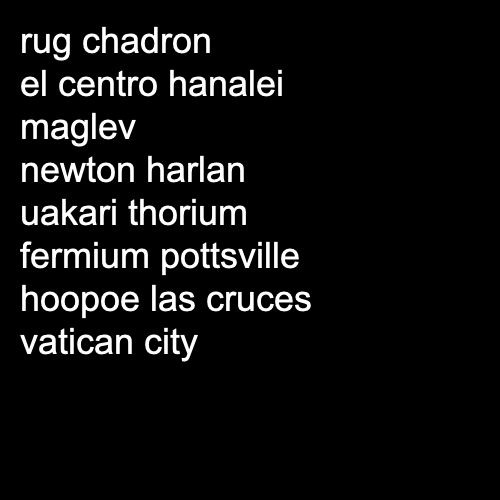 rug chadron
el centro hanalei
maglev
newton harlan
uakari thorium
fermium pottsville
hoopoe las cruces
vatican city